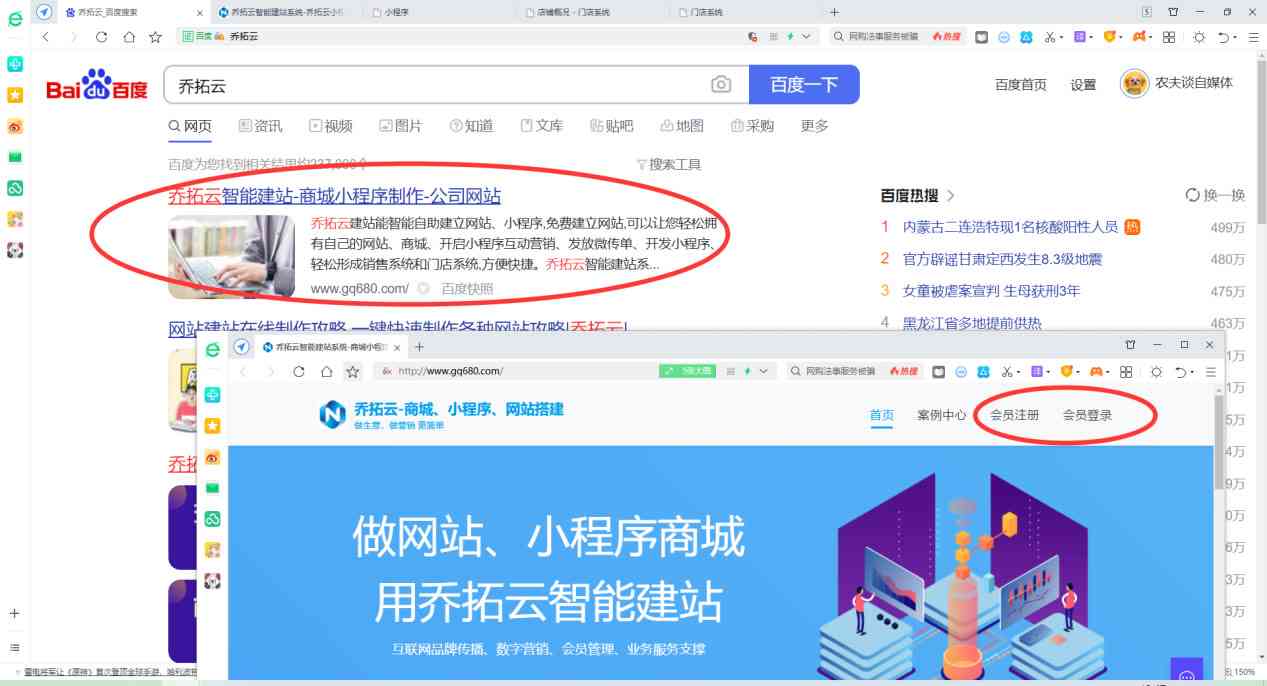 乔拓云_百度搜索
乔拓云智能建站系统-乔拓云小程
小程序
店铺概况 - 门店系统
门店系统
百度
乔拓云
网购法事服务被骗
热搜
Bai du 百度
乔拓云
百度一下
百度首页
设置
农夫谈自媒体
网页
资讯
视频
图片
知道
文库
贴吧
地图
采购
更多
百度为您找到相关结果约237,000个
搜索工具
乔拓云智能建站-商城小程序制作-公司网站
乔拓云建站能智能自助建立网站、小程序,免费建立网站,可以让您轻松拥
有自己的网站、商城、开启小程序互动营销、发放微传单、开发小程序、
轻松形成销售系统和门店系统,方便快捷。乔拓云智能建站系...
www.gq680.com/
百度快照
百度热搜
换一换
1 内蒙古二连浩特现1名核酸阳性人员 热 499万
2 官方辟谣甘肃定西发生8.3级地震 480万
3 女童被虐案宣判 生母获刑3年 475万
4 黑龙江省多地提前供热 463万
网站建站在线制作攻略,一键快速制作各种网站攻略!乔拓云!
乔拓云智能建站系统-商城小程
http://www.gq680.com/
网购法事服务被骗
热搜
乔拓云-商城、小程序、网站搭建
做生意、做营销 更简单
首页
案例中心
会员注册
会员登录
做网站、小程序商城
用乔拓云智能建站
互联网品牌传播、数字营销、会员管理、业务服务支撑
150%